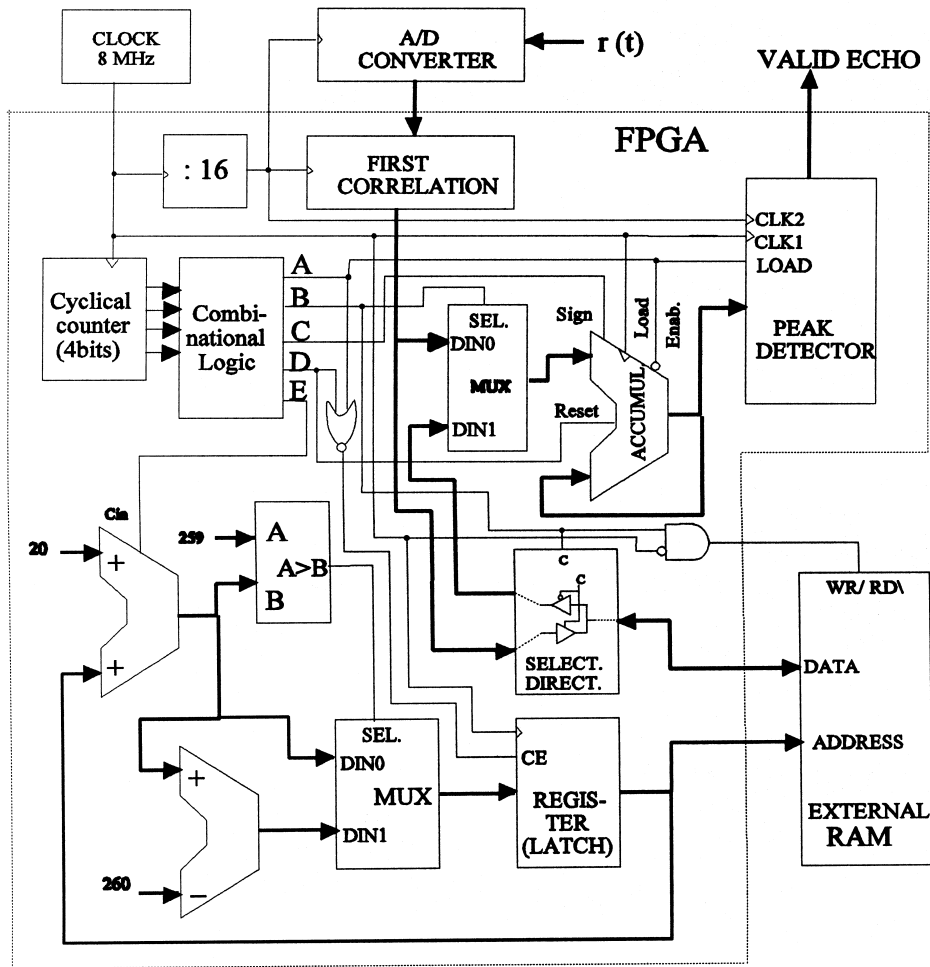 CLOCK
8 MHz
A/D
CONVERTER
r (t)
VALID ECHO
FPGA
: 16
FIRST
CORRELATION
CLK2
CLK1
LOAD
PEAK
DETECTOR
Cyclical
counter
(4bits)
Combi-
national
Logic
A
B
C
D
E
SEL.
DIN0
MUX
DIN1
Sign
Load
Enab.
Reset
ACCUMUL
Cin
20
+
+
259
A
A>B
B
c
c
SELECT.
DIRECT.
WR/ RD\
DATA
ADDRESS
EXTERNAL
RAM
+
260
−
SEL.
DIN0
MUX
DIN1
CE
REGIS-
TER
(LATCH)